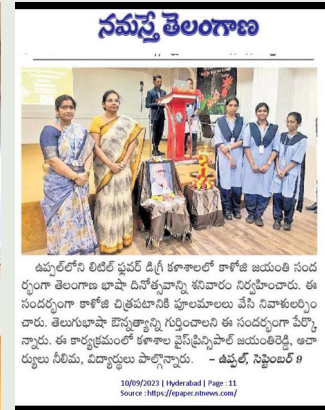 నమస్తే తెలంగాణ
ఉప్పల్‌లోని లిటిల్ ఫ్లవర్ డిగ్రీ కళాశాలలో కాళోజి జయంతి సంద
ర్భంగా తెలంగాణ భాషా దినోత్సవాన్ని శనివారం నిర్వహించారు. ఈ
సందర్భంగా కాళోజి చిత్రపటానికి పూలమాలలు వేసి నివాళులర్పిం
చారు. తెలుగుభాషా ఔన్నత్యాన్ని గుర్తించాలని ఈ సందర్భంగా పేర్కొ
న్నారు. ఈ కార్యక్రమంలో కళాశాల వైస్‌ప్రిన్సిపాల్ జయంతిరెడ్డి, ఆచా
ర్యులు నీలిమ, విద్యార్థులు పాల్గొన్నారు. – ఉప్పల్, సెప్టెంబర్ 9
10/09/2023 | Hyderabad | Page : 11
Source : https://epaper.ntnews.com/